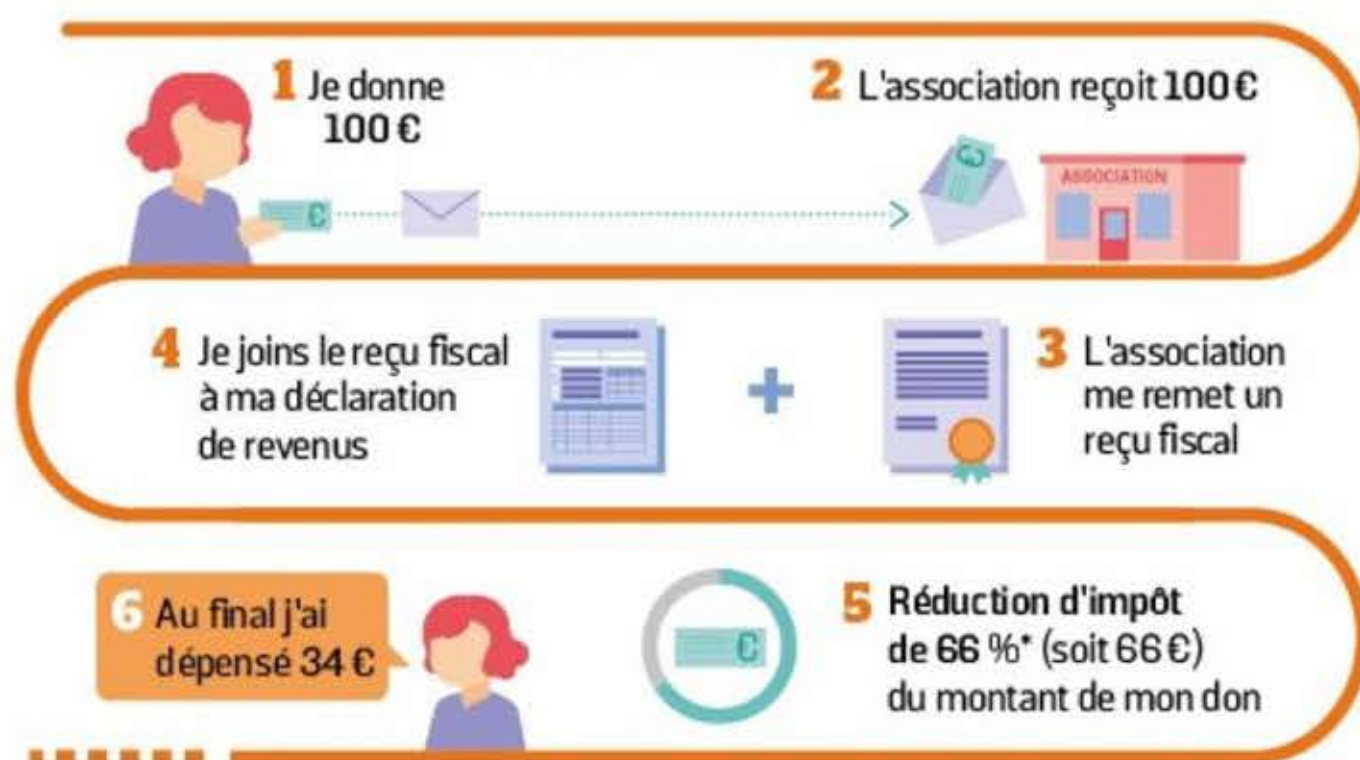 1 Je donne
100 €
2 L'association reçoit 100 €
ASSOCIATION
3 L'association
me remet un
reçu fiscal
4 Je joins le reçu fiscal
à ma déclaration
de revenus
5 Réduction d'impôt
de 66 %* (soit 66 €)
du montant de mon don
6 Au final j'ai
dépensé 34 €